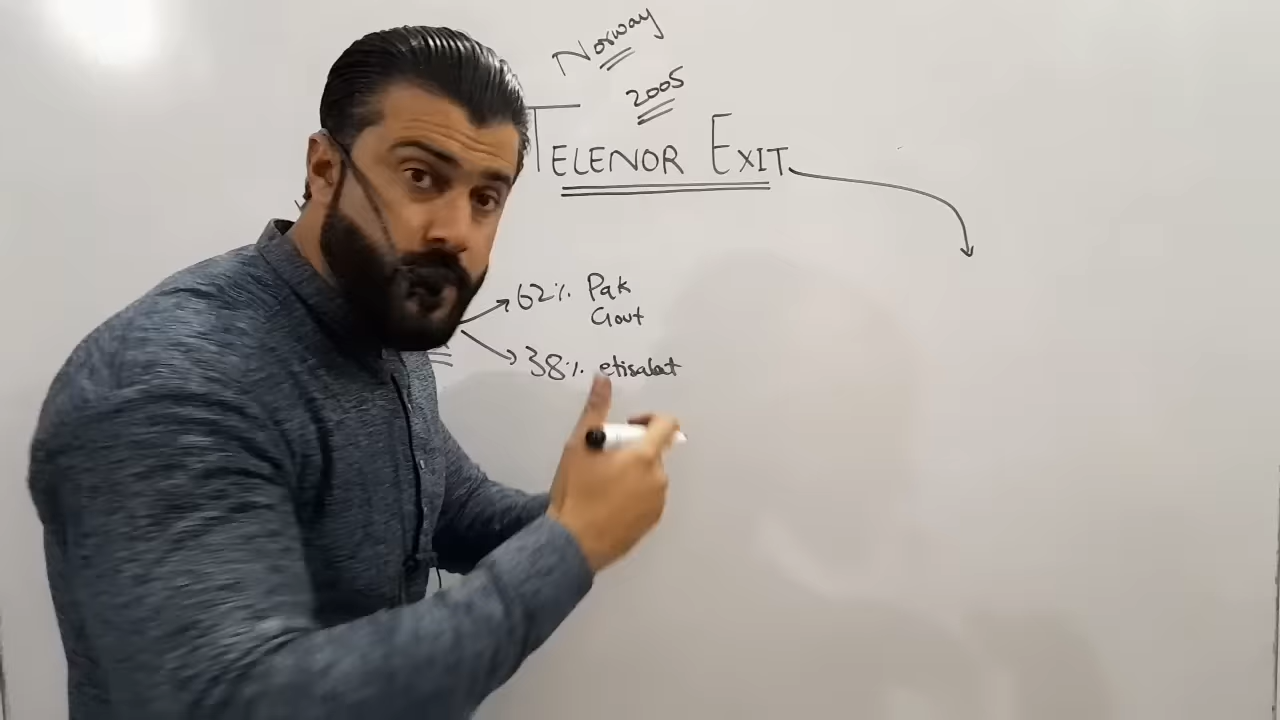 Norway
2005
TELENOR EXIT
62% Pak
Govt
38% etisalat